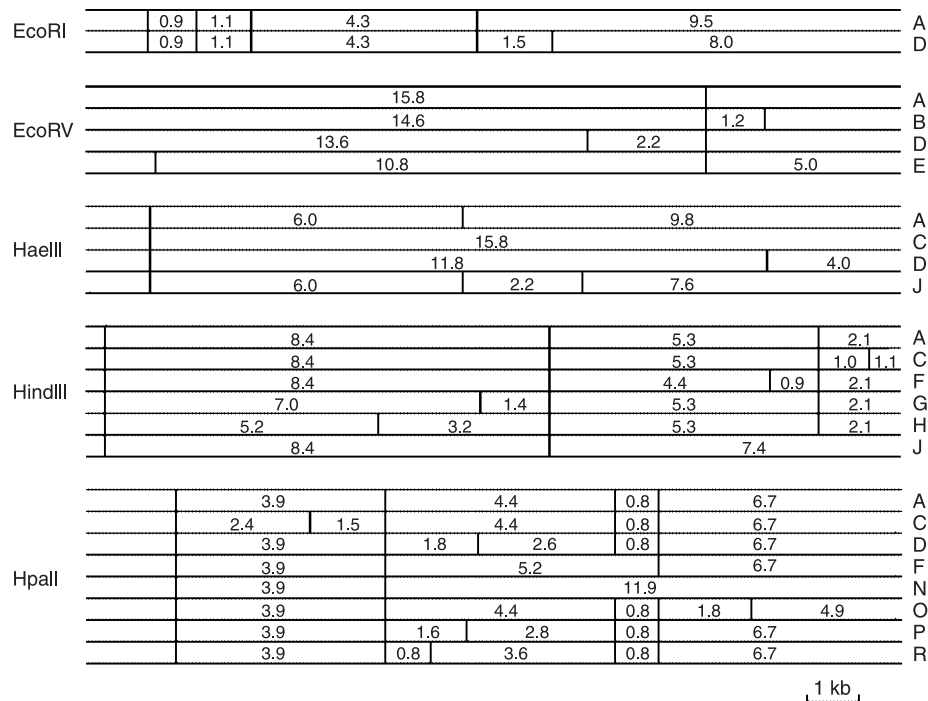 EcoRI
0.9 1.1 4.3 9.5 A
0.9 1.1 4.3 1.5 8.0 D
EcoRV
15.8 A
14.6 1.2 B
13.6 2.2 D
10.8 5.0 E
HaeIII
6.0 9.8 A
15.8 C
11.8 4.0 D
6.0 2.2 7.6 J
HindIII
8.4 5.3 2.1 A
8.4 5.3 1.0 1.1 C
8.4 4.4 0.9 2.1 F
7.0 1.4 5.3 2.1 G
5.2 3.2 5.3 2.1 H
8.4 7.4 J
HpaII
3.9 4.4 0.8 6.7 A
2.4 1.5 4.4 0.8 6.7 C
3.9 1.8 2.6 0.8 6.7 D
3.9 5.2 6.7 F
3.9 11.9 N
3.9 4.4 0.8 1.8 4.9 O
3.9 1.6 2.8 0.8 6.7 P
3.9 0.8 3.6 0.8 6.7 R
1 kb